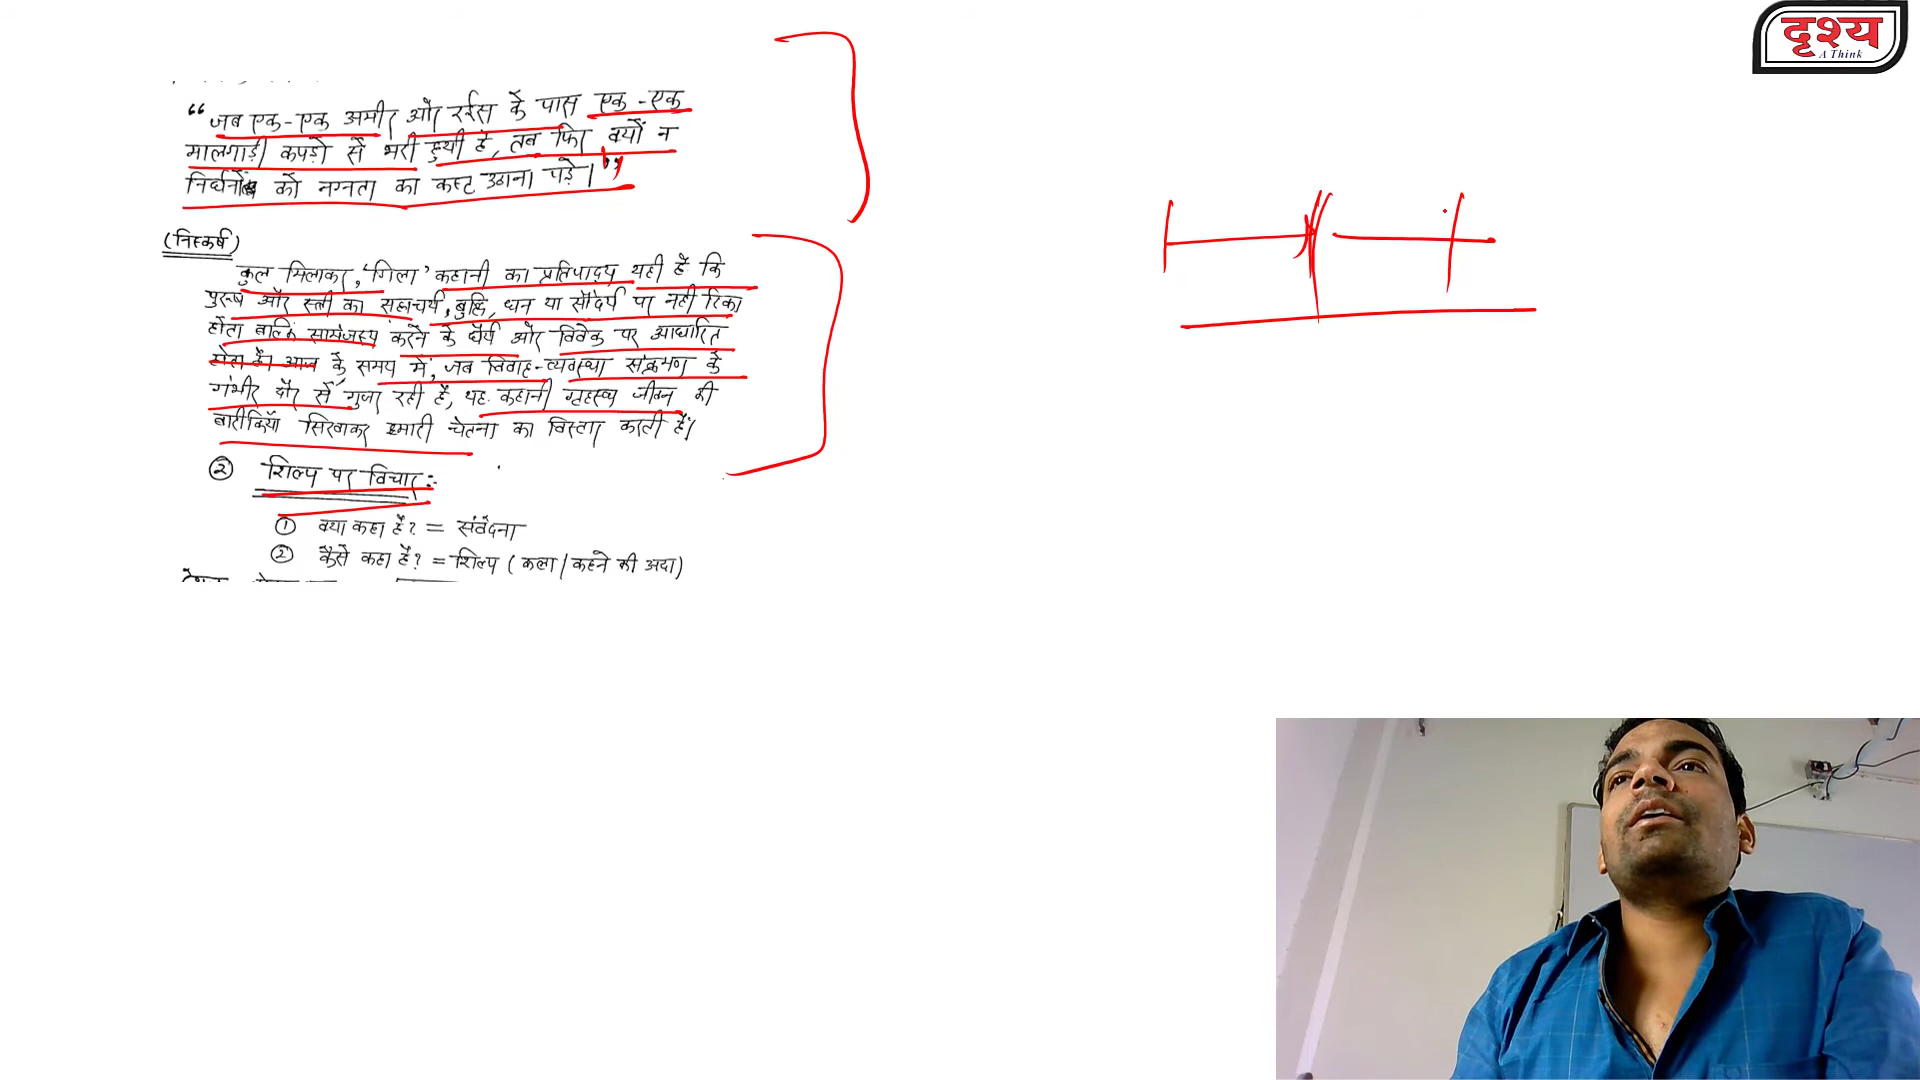 दृश्य
A Think
“जब एक-एक अमीर और रईस के पास एक-एक
मालगाड़ी कपड़ो से भरी हुयी है, तब फिर क्यों न
निर्धनों को नग्नता का कष्ट उठाना पड़े।”
(निष्कर्ष)
कुल मिलाकर, 'गिला' कहानी का प्रतिपाद्य यही है कि
पुरुष और स्त्री का सहाचर्य, बुद्धि, धन या सौंदर्य पर नही टिका
होता बल्कि सामंजस्य करने के धैर्य और विवेक पर आधारित
होता है। आज के समय में, जब विवाह-व्यवस्था संक्रमण के
गंभीर दौर से गुजर रही है, यह कहानी गृहस्थ जीवन की
बारीकियाँ सिखाकर हमारी चेतना का विस्तार करती है।
② शिल्प पर विचार:-
① क्या कहा है? = संवेदना
② कैसे कहा है? = शिल्प (कला/कहने की अदा)